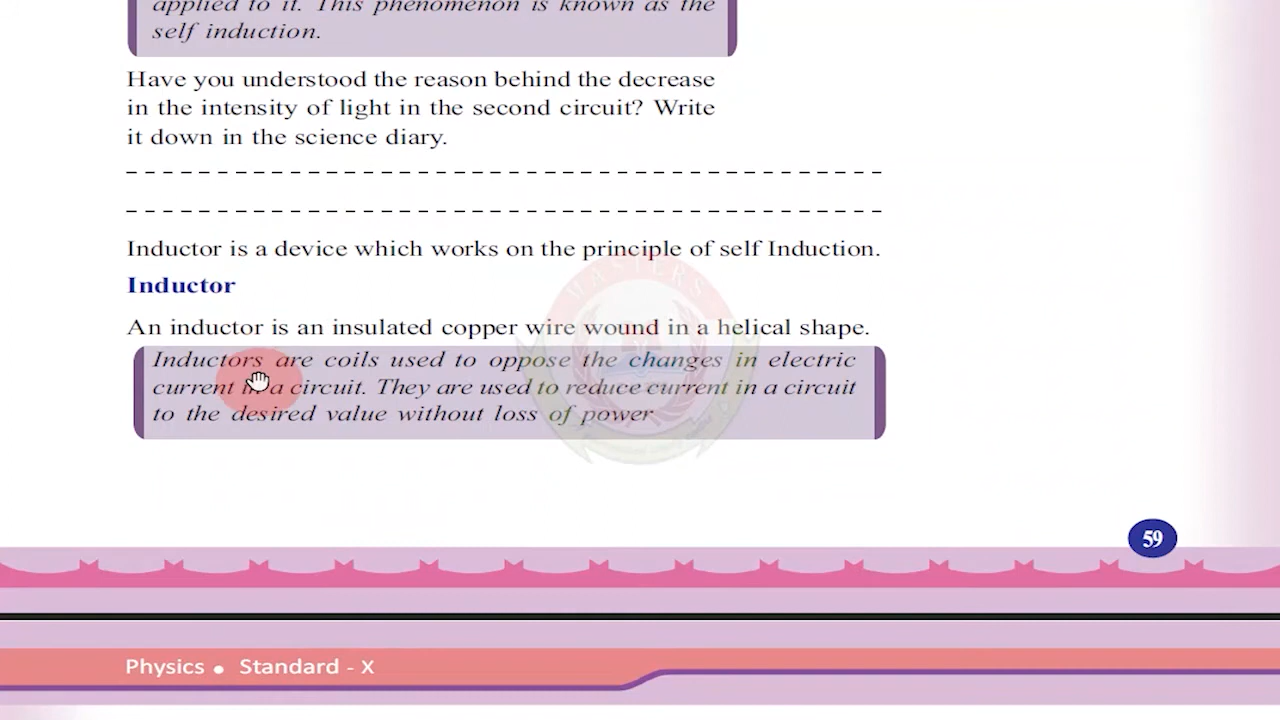 applied to it. This phenomenon is known as the
self induction.
Have you understood the reason behind the decrease
in the intensity of light in the second circuit? Write
it down in the science diary.
Inductor is a device which works on the principle of self Induction.
Inductor
An inductor is an insulated copper wire wound in a helical shape.
Inductors are coils used to oppose the changes in electric
current in a circuit. They are used to reduce current in a circuit
to the desired value without loss of power
MASTERS
59
Physics • Standard - X